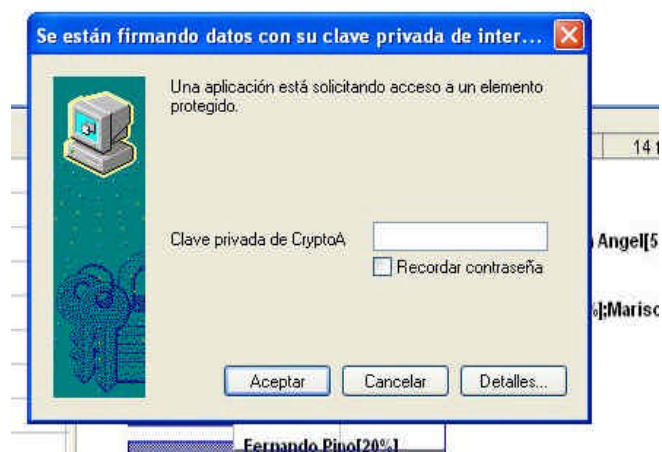 Se están firmando datos con su clave privada de inter...
Una aplicación está solicitando acceso a un elemento
protegido.
14
Angel[5
Clave privada de CryptoA
Recordar contraseña
%];Marisc
Aceptar
Cancelar
Detalles...
Fernando Pino[20%]